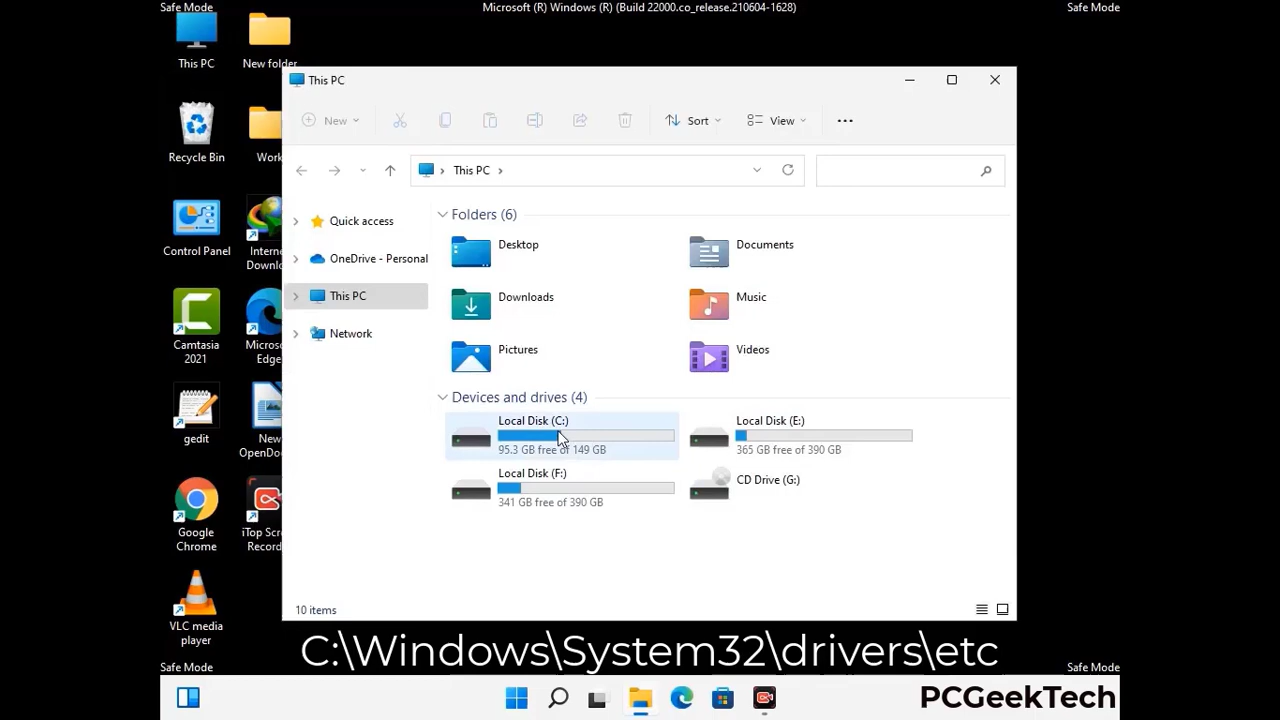 Safe Mode
Microsoft (R) Windows (R) (Build 22000.co_release.210604-1628)
Safe Mode
This PC
New folder
Recycle Bin
Work
Control Panel
Intern
Downlo
Camtasia
2021
Micros
Edge
gedit
New
OpenDo
Google
Chrome
iTop Scre
Record
VLC media
player
This PC
New
Sort
View
This PC
Quick access
OneDrive - Personal
This PC
Network
Folders (6)
Desktop
Documents
Downloads
Music
Pictures
Videos
Devices and drives (4)
Local Disk (C:)
95.3 GB free of 149 GB
Local Disk (E:)
365 GB free of 390 GB
Local Disk (F:)
341 GB free of 390 GB
CD Drive (G:)
10 items
C:\Windows\System32\drivers\etc
Safe Mode
Safe Mode
PCGeekTech